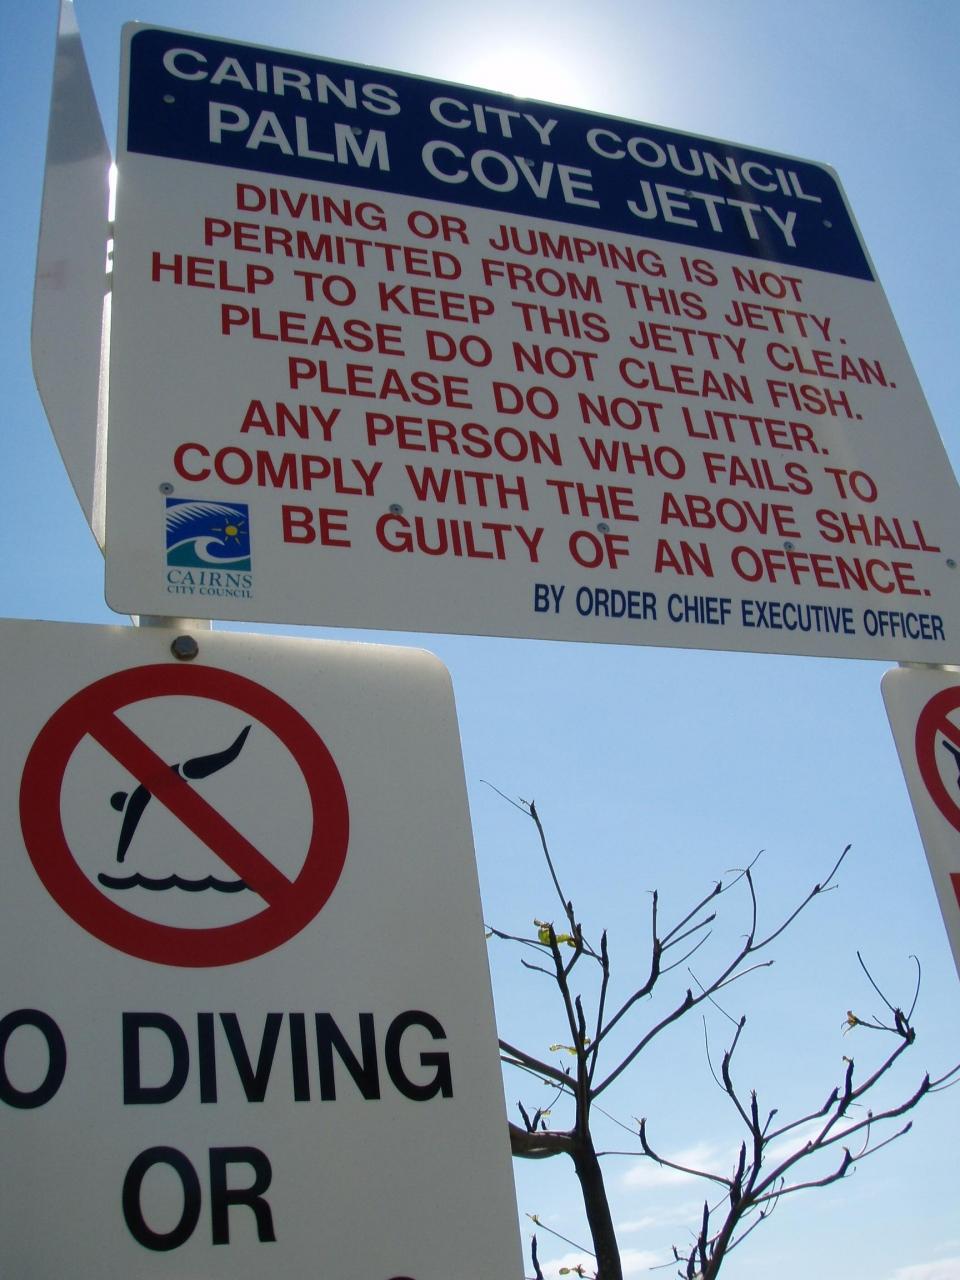 CAIRNS CITY COUNCIL
PALM COVE JETTY
DIVING OR JUMPING IS NOT
PERMITTED FROM THIS JETTY.
HELP TO KEEP THIS JETTY CLEAN.
PLEASE DO NOT CLEAN FISH.
PLEASE DO NOT LITTER.
ANY PERSON WHO FAILS TO
COMPLY WITH THE ABOVE SHALL
BE GUILTY OF AN OFFENCE.
CAIRNS
CITY COUNCIL
BY ORDER CHIEF EXECUTIVE OFFICER
O DIVING
OR